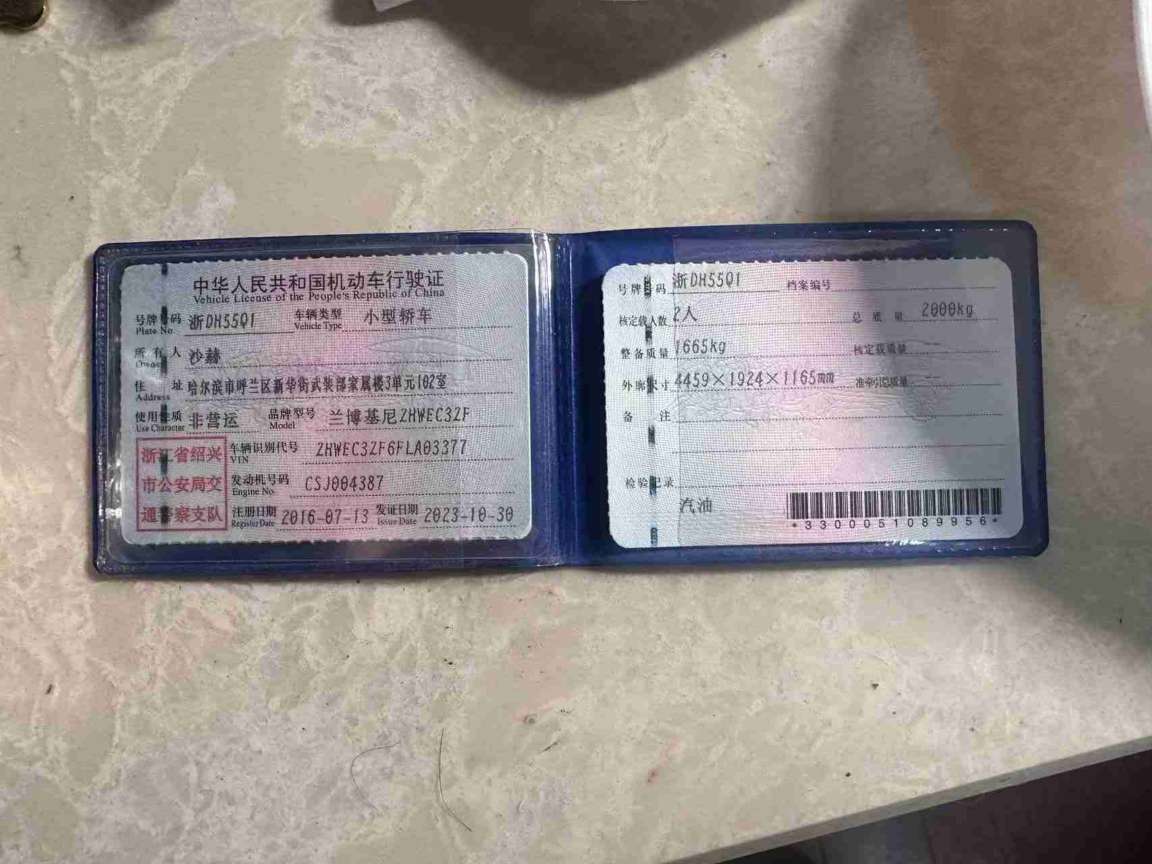 中华人民共和国机动车行驶证
Vehicle License of the People's Republic of China
号牌号码 浙DH55Q1 车辆类型 小型轿车
Plate No. Vehicle Type
所有人 沙赫
Owner
住 址 哈尔滨市呼兰区新华街武装部家属楼3单元102室
Address
使用性质 非营运 品牌型号 兰博基尼ZHWEC3ZF
Use Character Model
浙江省绍兴
市公安局交
通警察支队
车辆识别代号 ZHWEC3ZF6FLA03377
VIN
发动机号码 CSJ004387
Engine No.
注册日期 2016-07-13 发证日期 2023-10-30
Register Date Issue Date
号牌号码 浙DH55Q1 档案编号
核定载人数 2人 总 质 量 2000kg
整备质量 1665kg 核定载质量
外廓尺寸 4459×1924×1165mm 准牵引总质量
备 注
检验记录
汽油
*3300051089956*